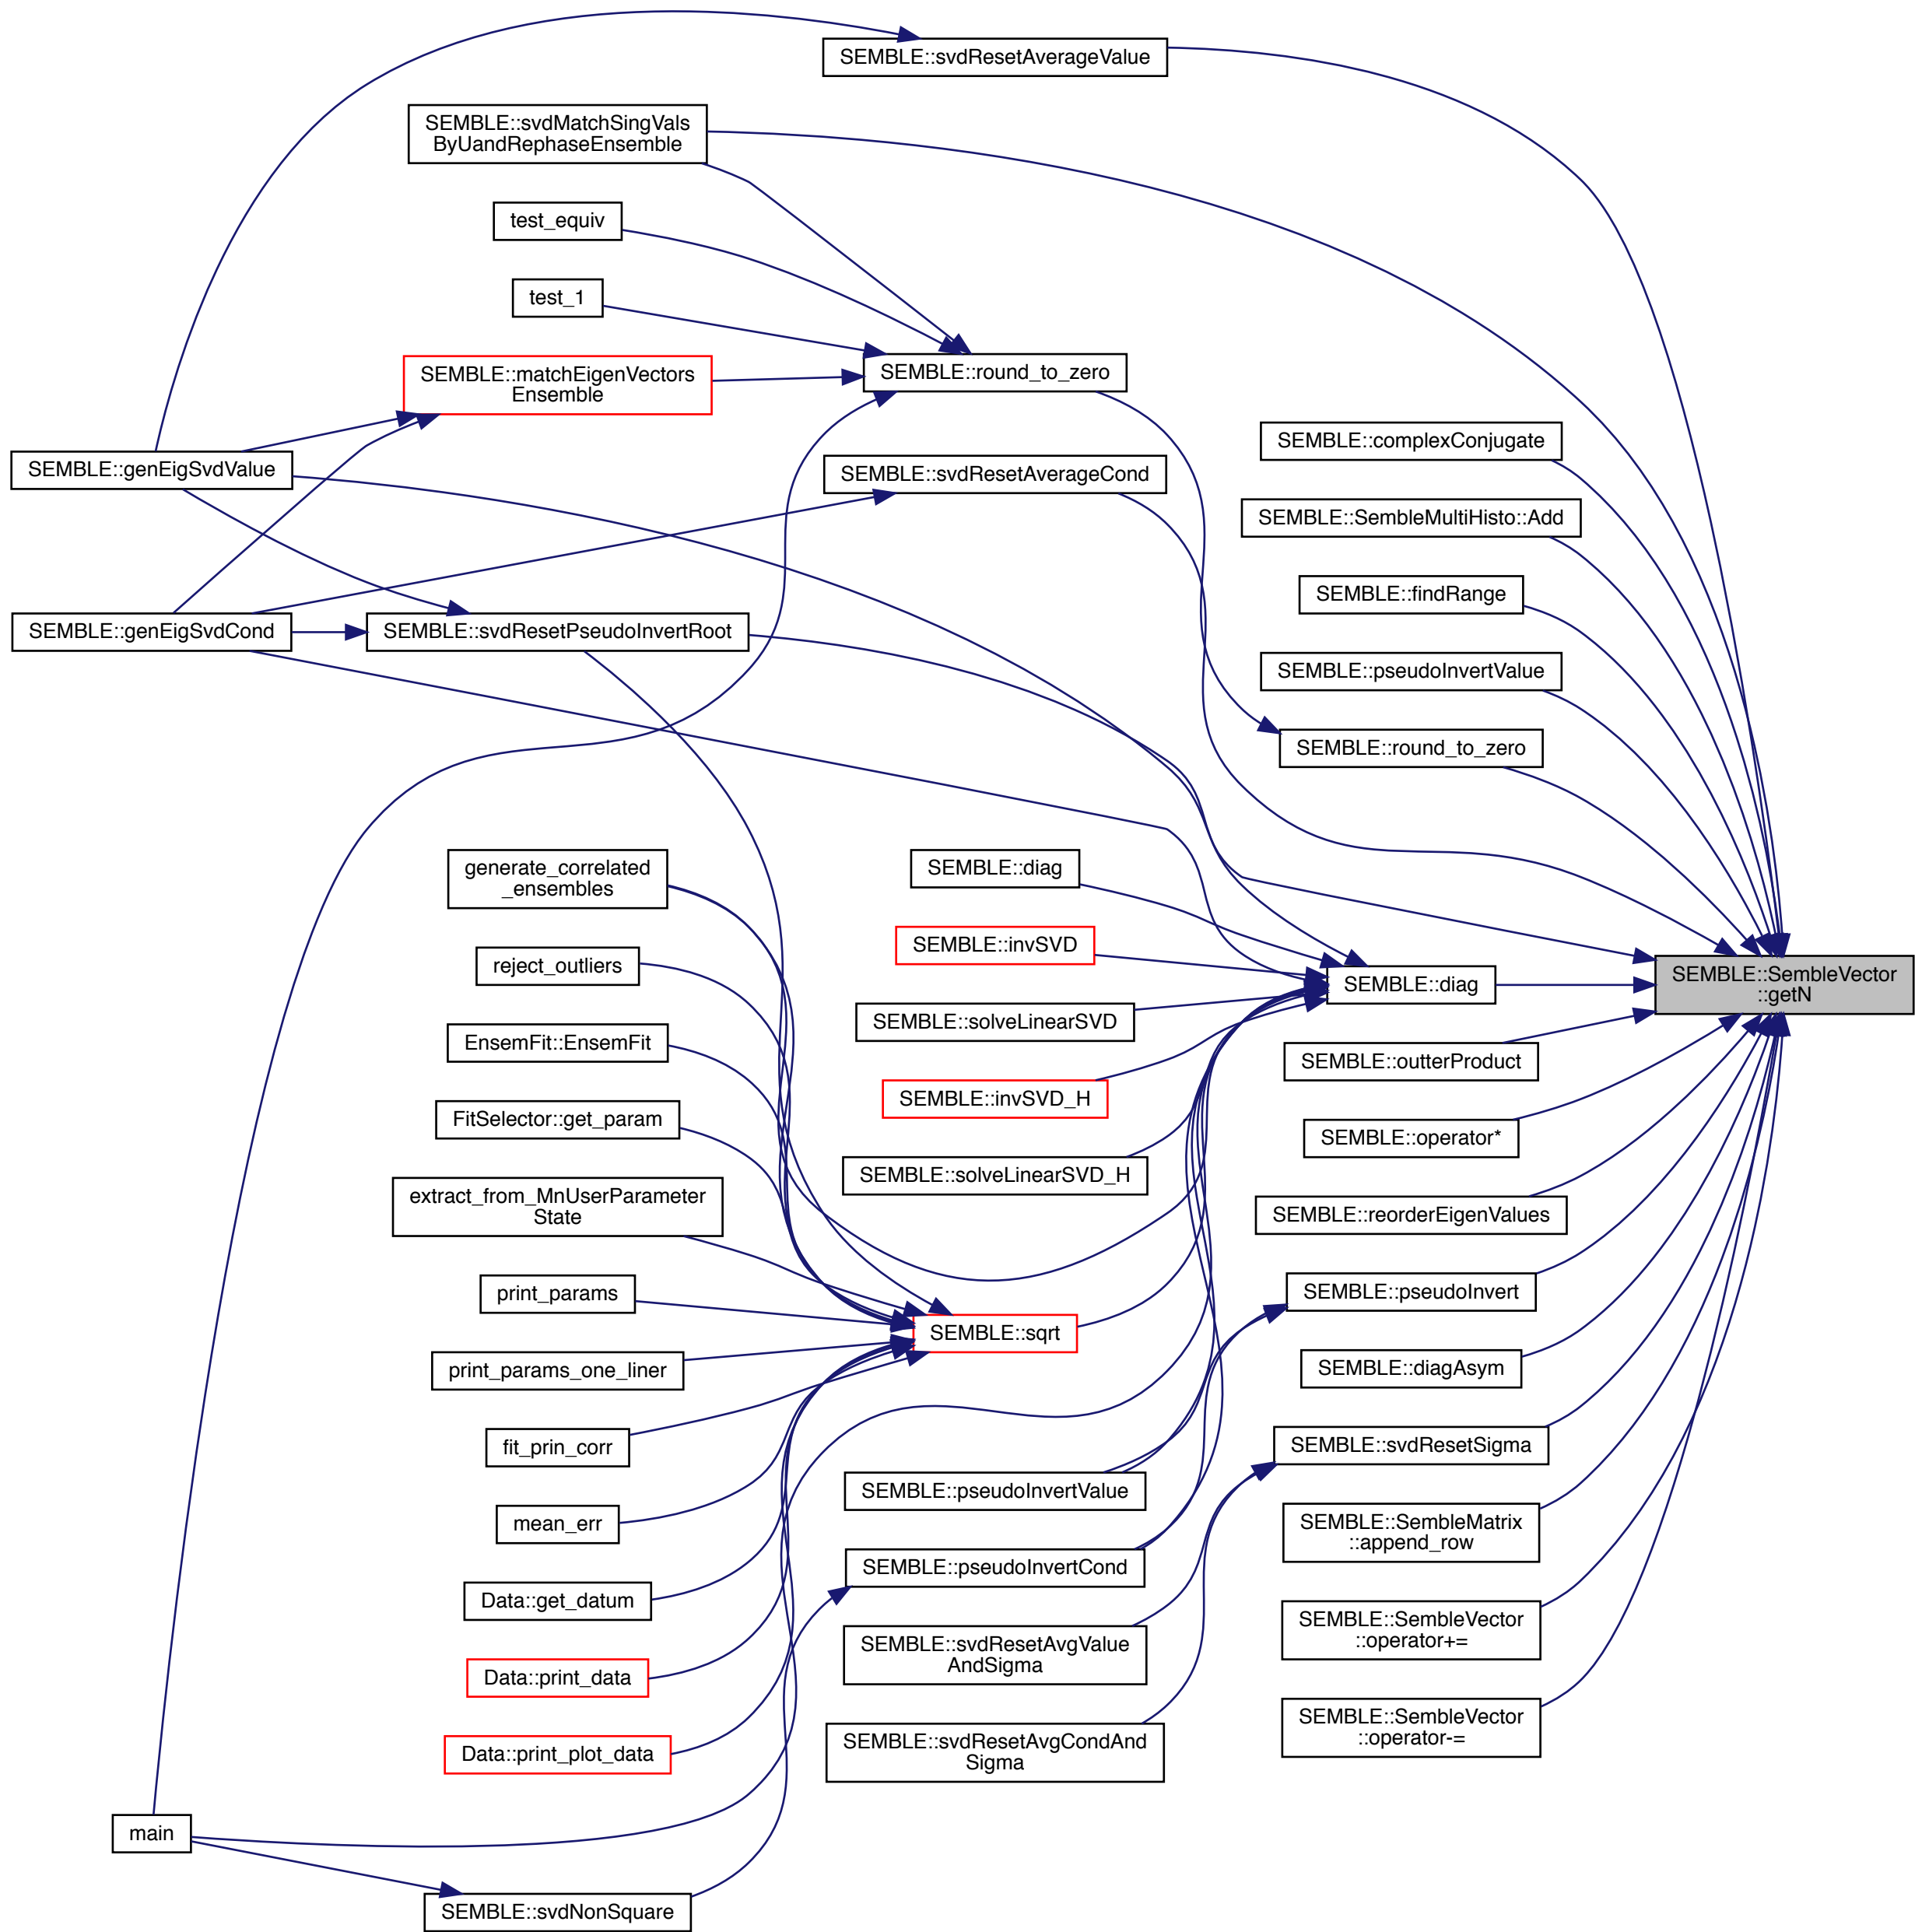 SEMBLE::svdResetAverageValue
SEMBLE::svdMatchSingVals
ByUandRephaseEnsemble
test_equiv
test_1
SEMBLE::matchEigenVectors
Ensemble
SEMBLE::round_to_zero
SEMBLE::genEigSvdValue
SEMBLE::svdResetAverageCond
SEMBLE::complexConjugate
SEMBLE::SembleMultiHisto::Add
SEMBLE::findRange
SEMBLE::genEigSvdCond
SEMBLE::svdResetPseudoInvertRoot
SEMBLE::pseudoInvertValue
SEMBLE::round_to_zero
generate_correlated
_ensembles
SEMBLE::diag
reject_outliers
SEMBLE::invSVD
SEMBLE::diag
SEMBLE::SembleVector
::getN
EnsemFit::EnsemFit
SEMBLE::solveLinearSVD
SEMBLE::outterProduct
FitSelector::get_param
SEMBLE::invSVD_H
SEMBLE::operator*
extract_from_MnUserParameter
State
SEMBLE::solveLinearSVD_H
SEMBLE::reorderEigenValues
print_params
SEMBLE::sqrt
SEMBLE::pseudoInvert
print_params_one_liner
SEMBLE::diagAsym
fit_prin_corr
SEMBLE::svdResetSigma
mean_err
SEMBLE::pseudoInvertValue
SEMBLE::SembleMatrix
::append_row
Data::get_datum
SEMBLE::pseudoInvertCond
SEMBLE::SembleVector
::operator+=
Data::print_data
SEMBLE::svdResetAvgValue
AndSigma
SEMBLE::SembleVector
::operator-=
Data::print_plot_data
SEMBLE::svdResetAvgCondAnd
Sigma
main
SEMBLE::svdNonSquare